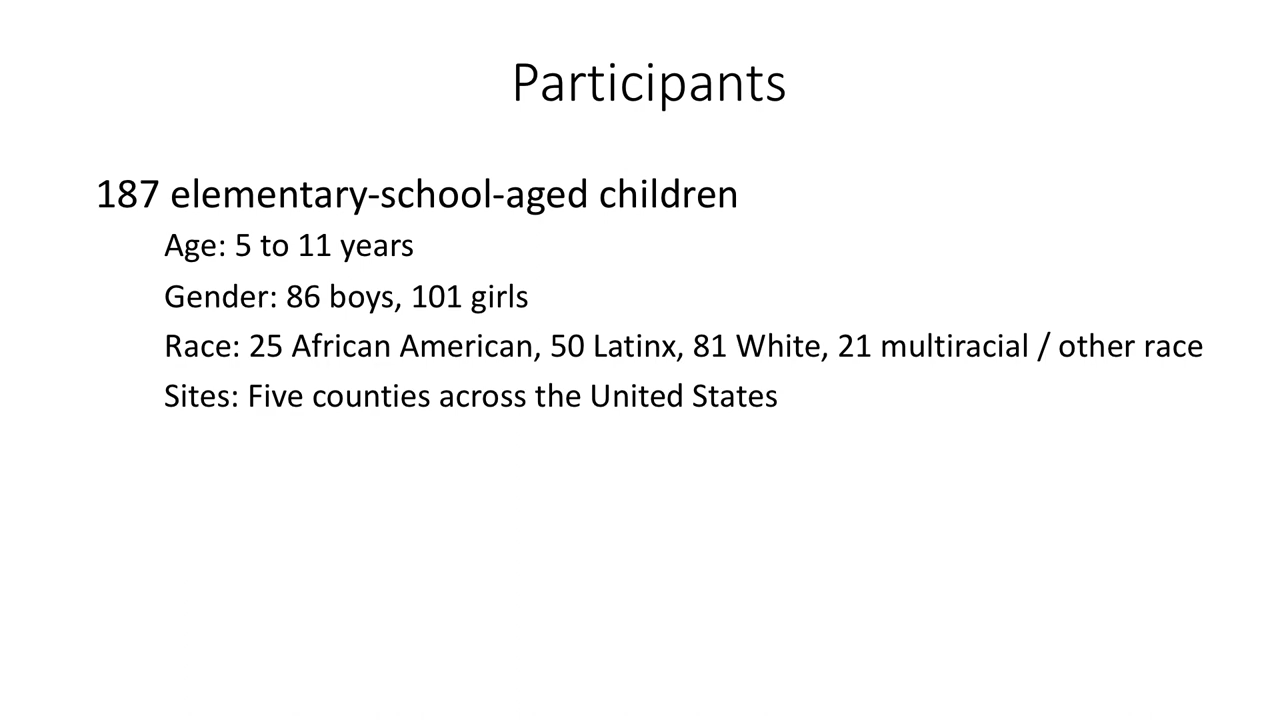 Participants
187 elementary-school-aged children
Age: 5 to 11 years
Gender: 86 boys, 101 girls
Race: 25 African American, 50 Latinx, 81 White, 21 multiracial / other race
Sites: Five counties across the United States